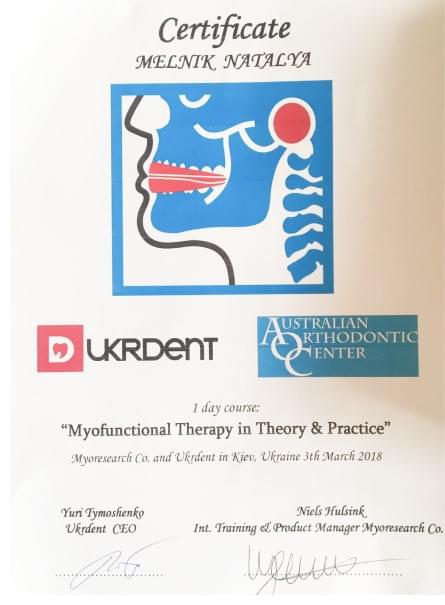 Certificate
MELNIK NATALYA
D UKRDENT
AUSTRALIAN
ORTHODONTIC
CENTER
1 day course:
“Myofunctional Therapy in Theory & Practice”
Myoresearch Co. and Ukrdent in Kiev, Ukraine 3th March 2018
Yuri Tymoshenko
Ukrdent CEO
Niels Hulsink
Int. Training & Product Manager Myoresearch Co.